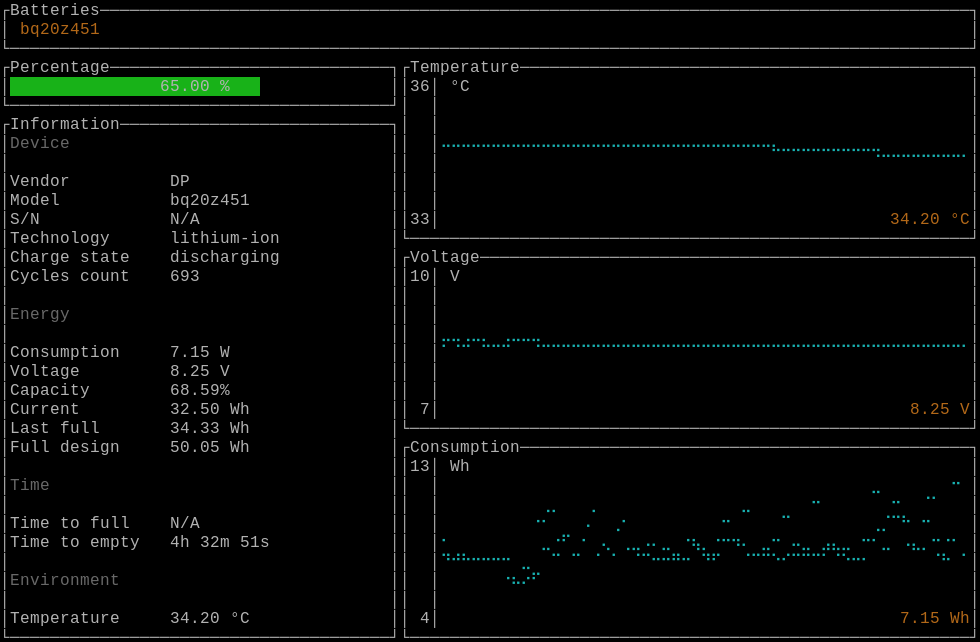 Batteries
bq20z451
Percentage
65.00 %
Information
Device
Vendor DP
Model bq20z451
S/N N/A
Technology lithium-ion
Charge state discharging
Cycles count 693
Energy
Consumption 7.15 W
Voltage 8.25 V
Capacity 68.59%
Current 32.50 Wh
Last full 34.33 Wh
Full design 50.05 Wh
Time
Time to full N/A
Time to empty 4h 32m 51s
Environment
Temperature 34.20 °C
Temperature
36 °C
33 34.20 °C
Voltage
10 V
7 8.25 V
Consumption
13 Wh
4 7.15 Wh